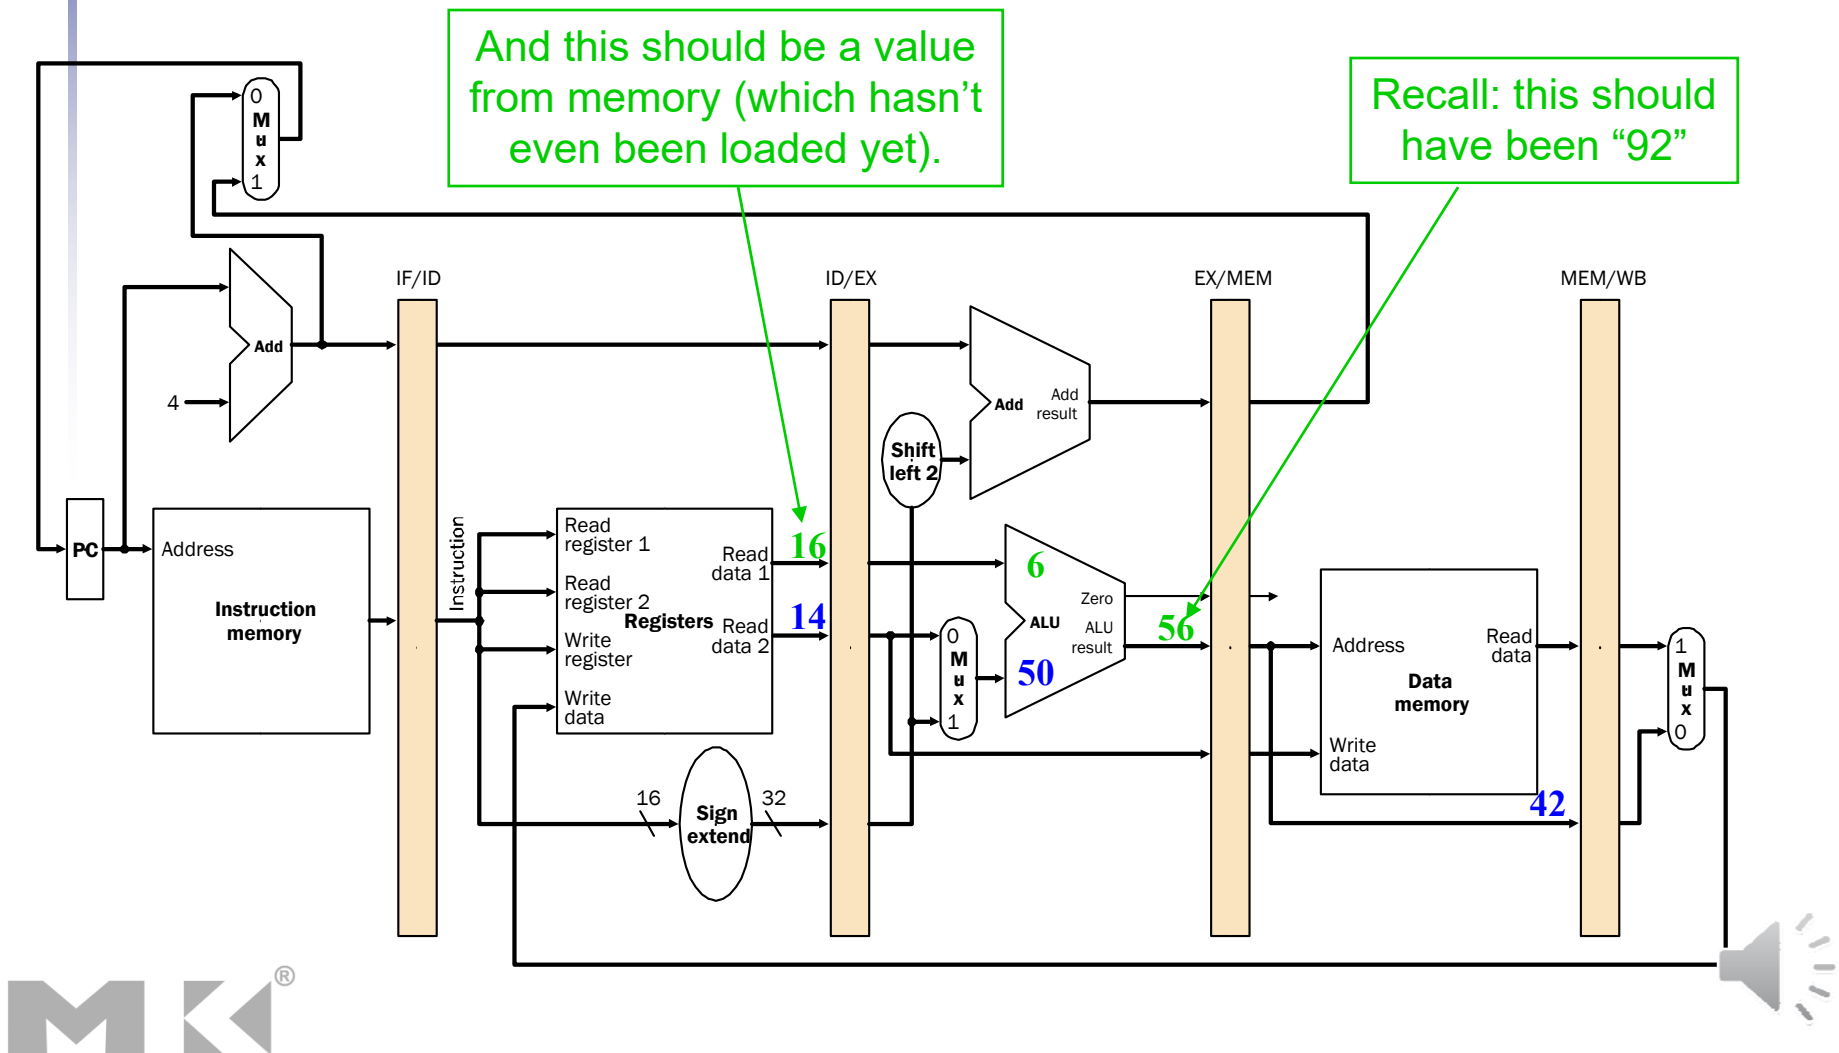 And this should be a value
from memory (which hasn't
even been loaded yet).
Recall: this should
have been “92”
0
M
u
x
1
IF/ID
ID/EX
EX/MEM
MEM/WB
Add
4
Add
Add
result
Shift
left 2
PC
Address
Instruction
memory
Instruction
Read
register 1
Read
register 2
Write
register
Write
data
Registers
Read
data 1
Read
data 2
16
14
0
M
u
x
1
6
50
ALU
Zero
ALU
result
56
Address
Write
data
Data
memory
Read
data
42
1
M
u
x
0
16
Sign
extend
32
MK®